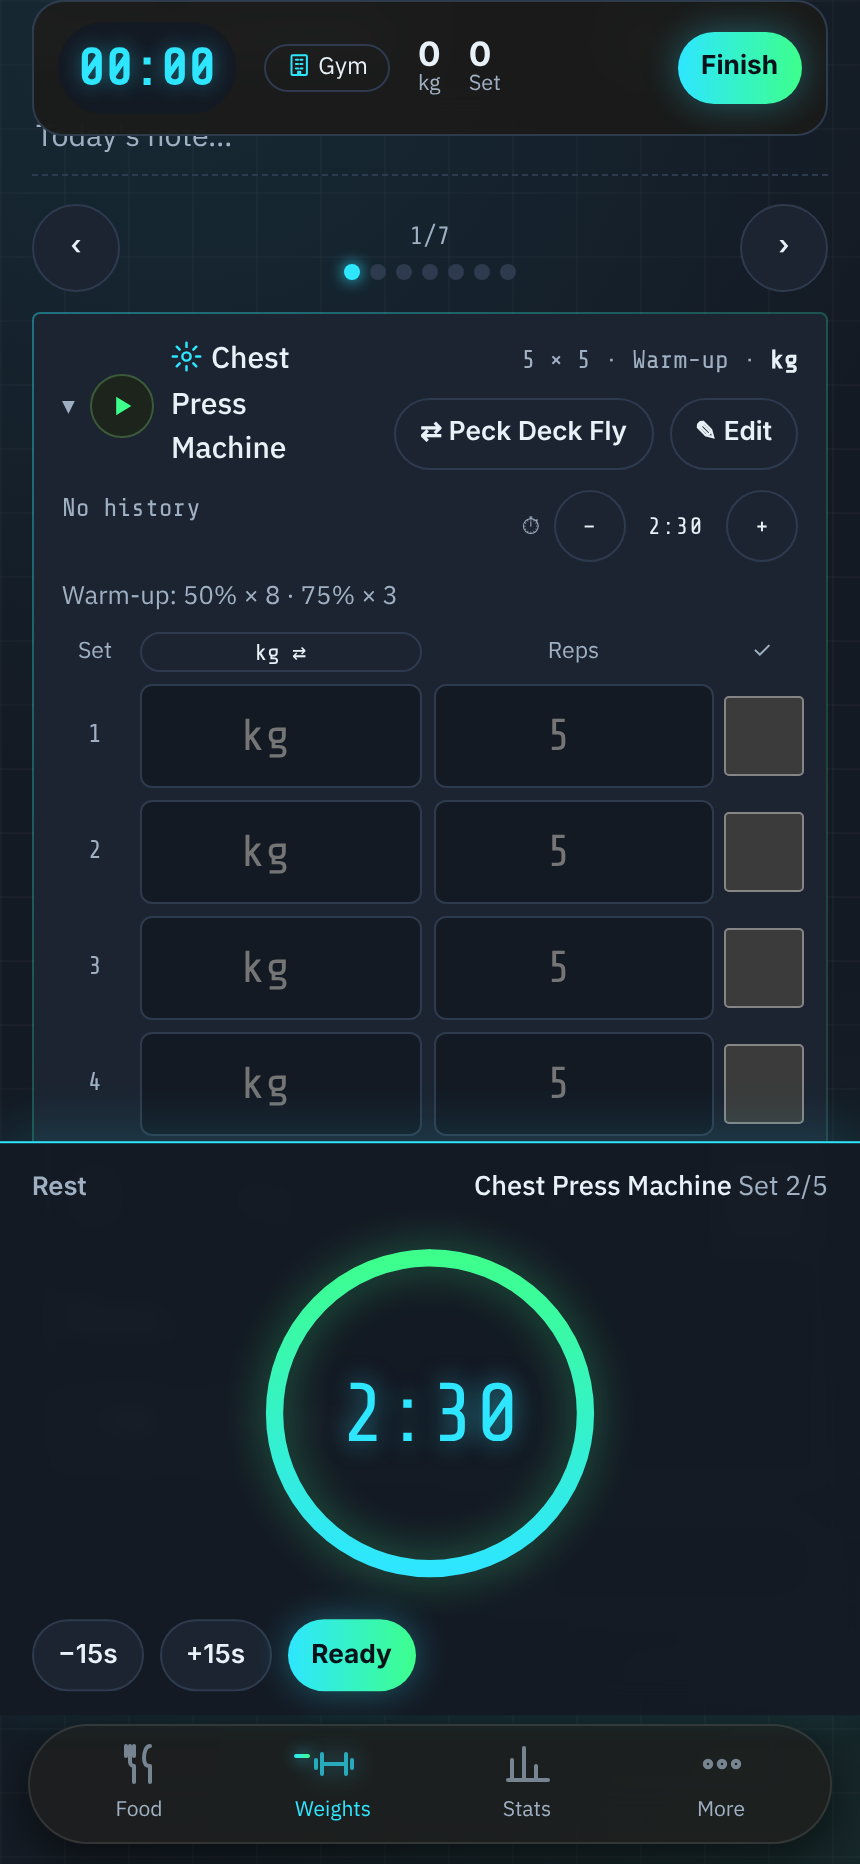 00:00
Gym
0 kg
0 Set
Finish
Today's note...
‹
1/7
›
▼
Chest Press Machine
5 × 5 · Warm-up · kg
⇄ Peck Deck Fly
✎ Edit
No history
⏱ − 2:30 +
Warm-up: 50% × 8 · 75% × 3
Set kg ⇄ Reps ✓
1 kg 5
2 kg 5
3 kg 5
4 kg 5
Rest
Chest Press Machine Set 2/5
2:30
−15s
+15s
Ready
Food
Weights
Stats
More